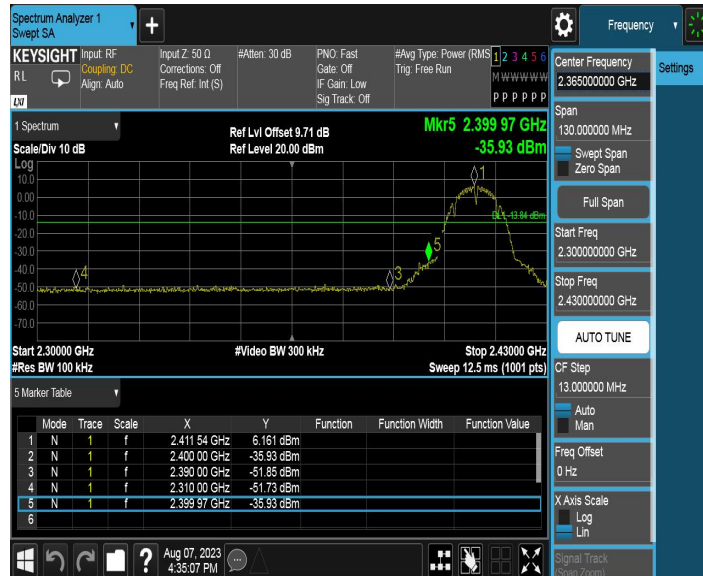 Spectrum Analyzer 1
Swept SA
+
Frequency
KEYSIGHT
RL
LXI
Input: RF
Coupling: DC
Align: Auto
Input Z: 50 Ω
Corrections: Off
Freq Ref: Int (S)
#Atten: 30 dB
PNO: Fast
Gate: Off
IF Gain: Low
Sig Track: Off
#Avg Type: Power (RMS
Trig: Free Run
1 2 3 4 5 6
M W W W W W
P P P P P P
1 Spectrum
Scale/Div 10 dB
Ref Lvl Offset 9.71 dB
Ref Level 20.00 dBm
Mkr5 2.399 97 GHz
-35.93 dBm
Log
10.0
0.00
-10.0
-20.0
-30.0
-40.0
-50.0
-60.0
-70.0
1
DL1 -13.84 dBm
5
4
3
Start 2.30000 GHz
#Res BW 100 kHz
#Video BW 300 kHz
Stop 2.43000 GHz
Sweep 12.5 ms (1001 pts)
5 Marker Table
Mode Trace Scale X Y Function Function Width Function Value
1 N 1 f 2.411 54 GHz 6.161 dBm
2 N 1 f 2.400 00 GHz -35.93 dBm
3 N 1 f 2.390 00 GHz -51.85 dBm
4 N 1 f 2.310 00 GHz -51.73 dBm
5 N 1 f 2.399 97 GHz -35.93 dBm
6
?
Aug 07, 2023
4:35:07 PM
Settings
Center Frequency
2.365000000 GHz
Span
130.000000 MHz
Swept Span
Zero Span
Full Span
Start Freq
2.300000000 GHz
Stop Freq
2.430000000 GHz
AUTO TUNE
CF Step
13.000000 MHz
Auto
Man
Freq Offset
0 Hz
X Axis Scale
Log
Lin
Signal Track
(Span Zoom)